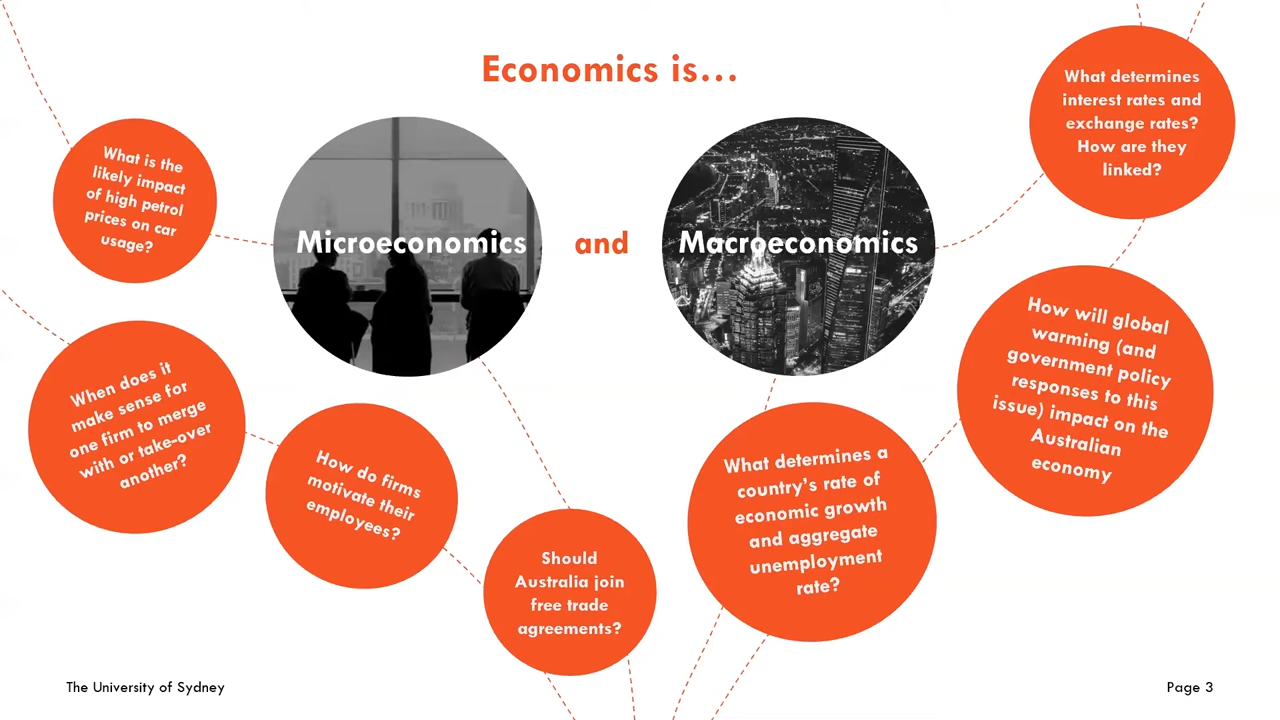 Economics is...
What is the
likely impact
of high petrol
prices on car
usage?
Microeconomics
and
Macroeconomics
What determines
interest rates and
exchange rates?
How are they
linked?
When does it
make sense for
one firm to merge
with or take-over
another?
How do firms
motivate their
employees?
Should
Australia join
free trade
agreements?
What determines a
country's rate of
economic growth
and aggregate
unemployment
rate?
How will global
warming (and
government policy
responses to this
issue) impact on the
Australian
economy
The University of Sydney
Page 3